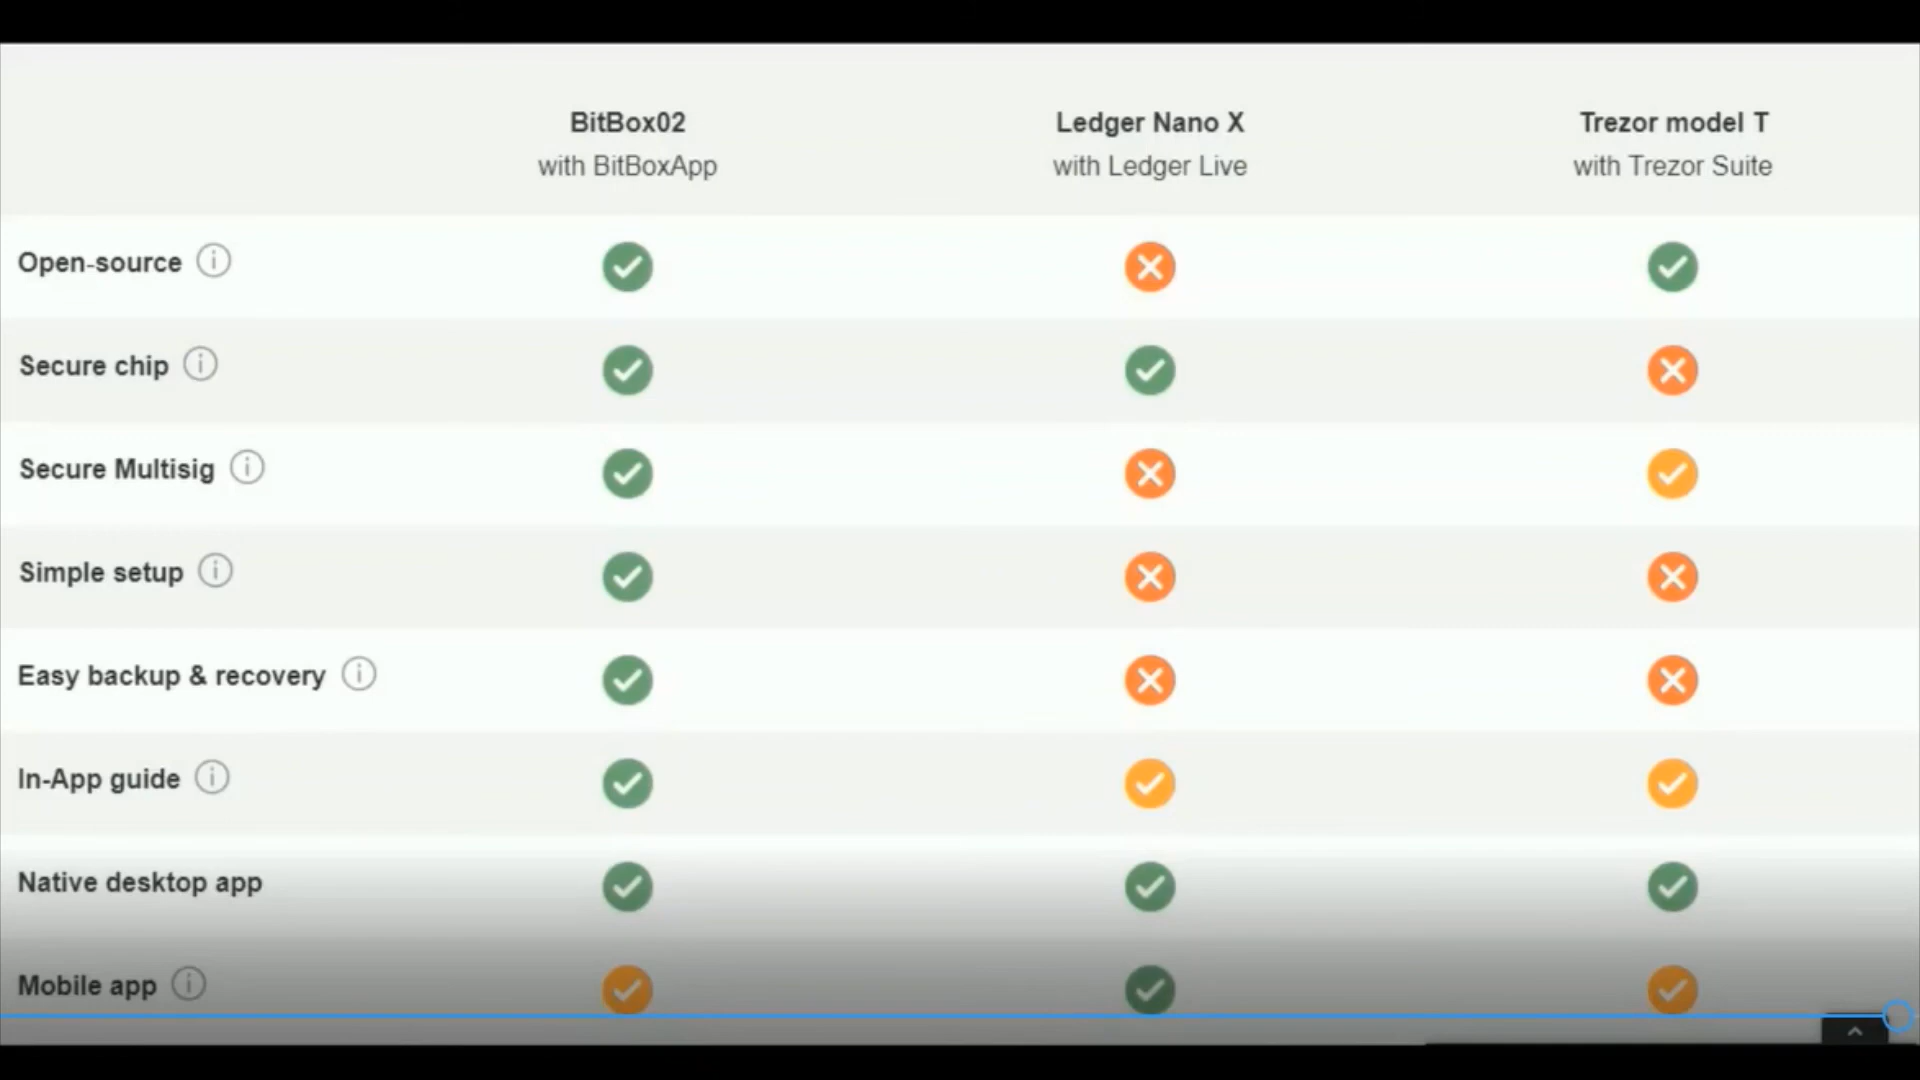 BitBox02
with BitBoxApp
Ledger Nano X
with Ledger Live
Trezor model T
with Trezor Suite
Open-source
Secure chip
Secure Multisig
Simple setup
Easy backup & recovery
In-App guide
Native desktop app
Mobile app